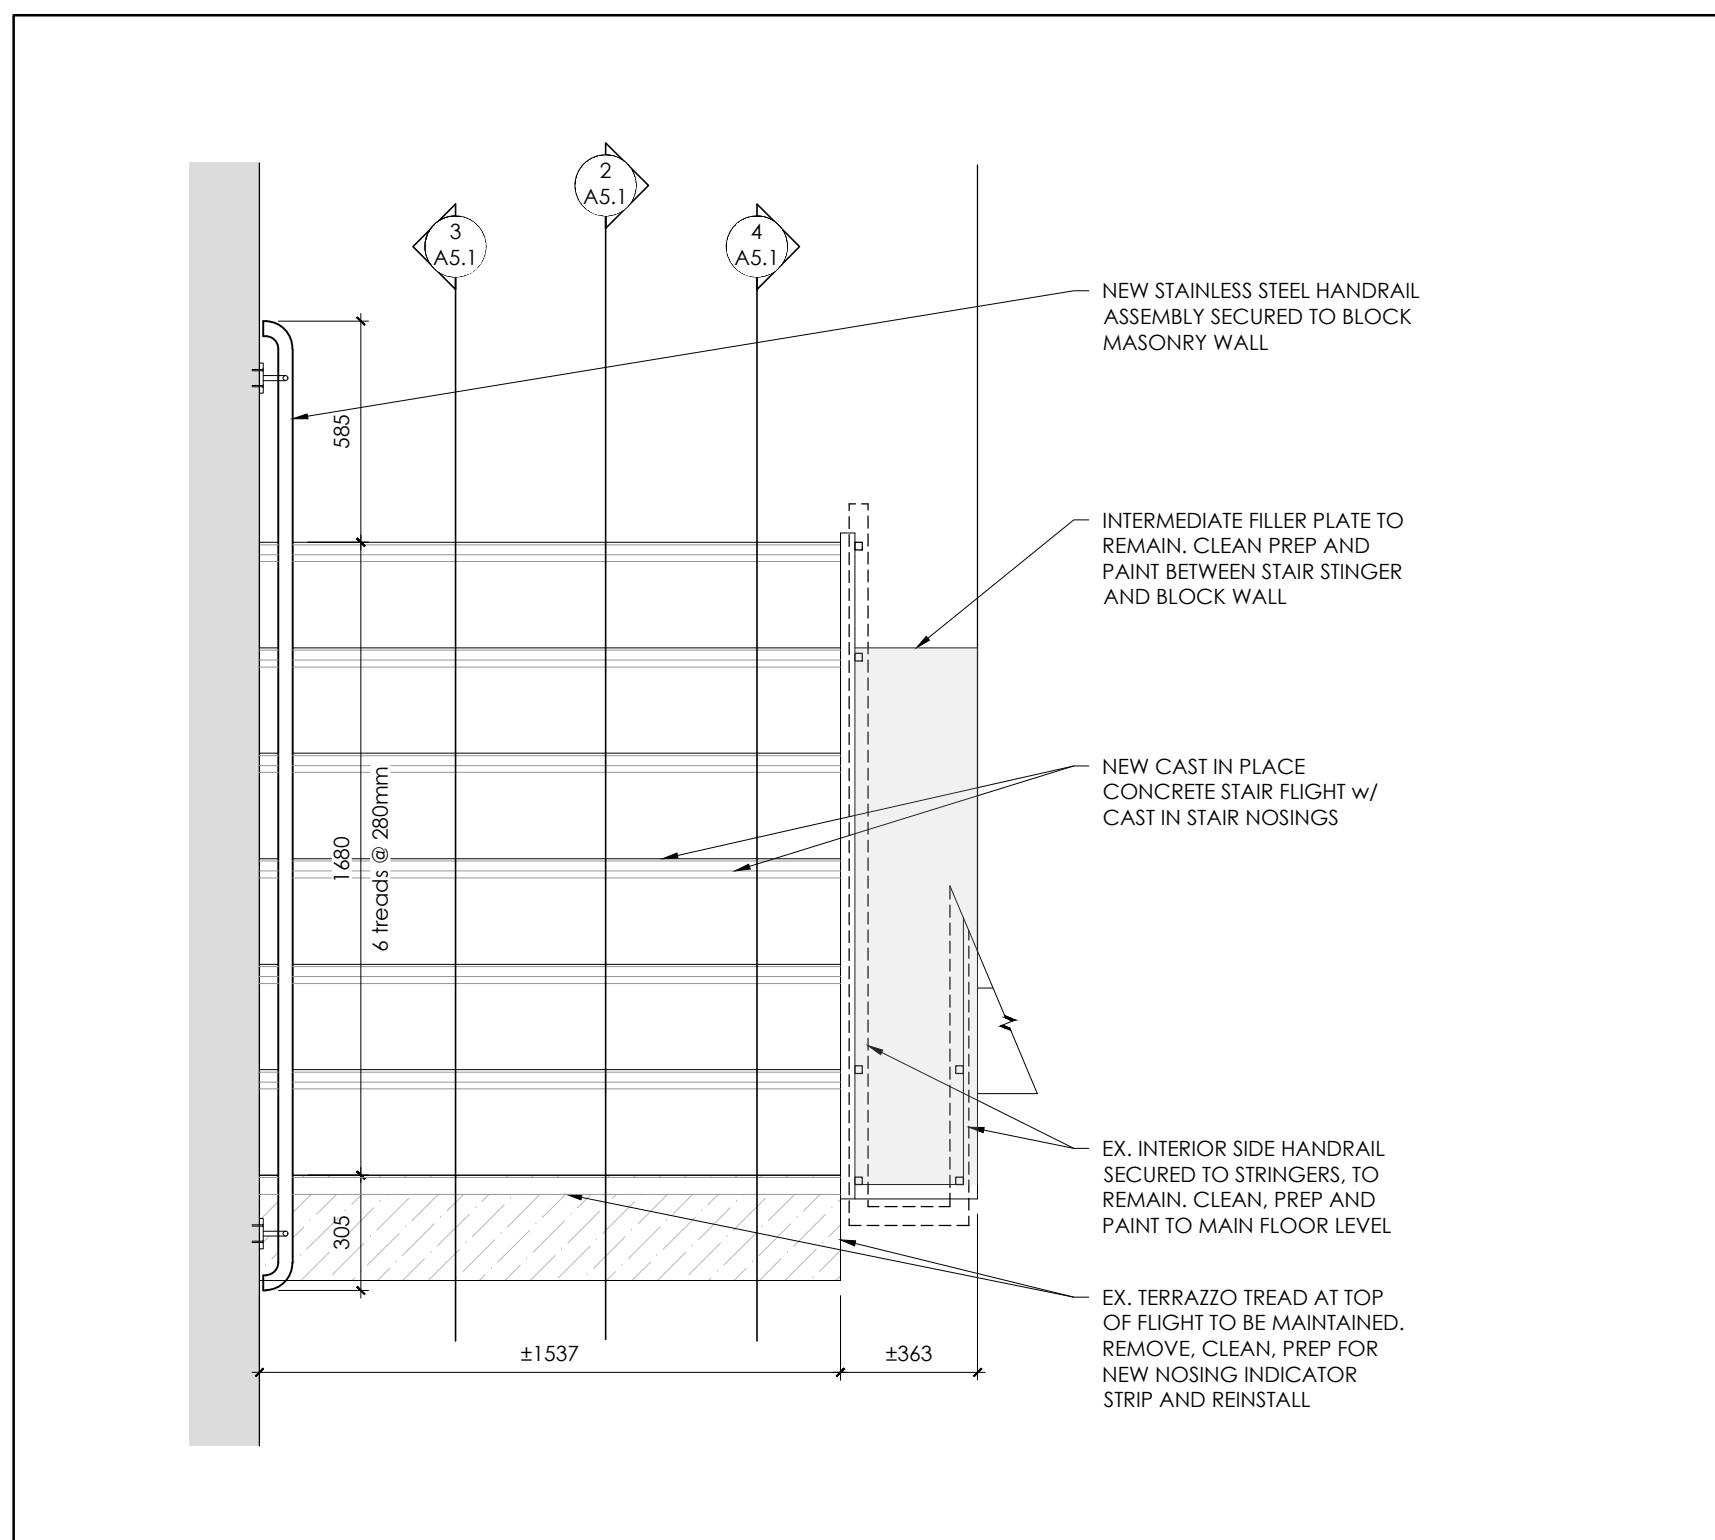 2
A5.1
3
A5.1
4
A5.1
NEW STAINLESS STEEL HANDRAIL
ASSEMBLY SECURED TO BLOCK
MASONRY WALL
585
INTERMEDIATE FILLER PLATE TO
REMAIN. CLEAN PREP AND
PAINT BETWEEN STAIR STINGER
AND BLOCK WALL
NEW CAST IN PLACE
CONCRETE STAIR FLIGHT w/
CAST IN STAIR NOSINGS
1680
6 treads @ 280mm
EX. INTERIOR SIDE HANDRAIL
SECURED TO STRINGERS, TO
REMAIN. CLEAN, PREP AND
PAINT TO MAIN FLOOR LEVEL
305
EX. TERRAZZO TREAD AT TOP
OF FLIGHT TO BE MAINTAINED.
REMOVE, CLEAN, PREP FOR
NEW NOSING INDICATOR
STRIP AND REINSTALL
±1537
±363